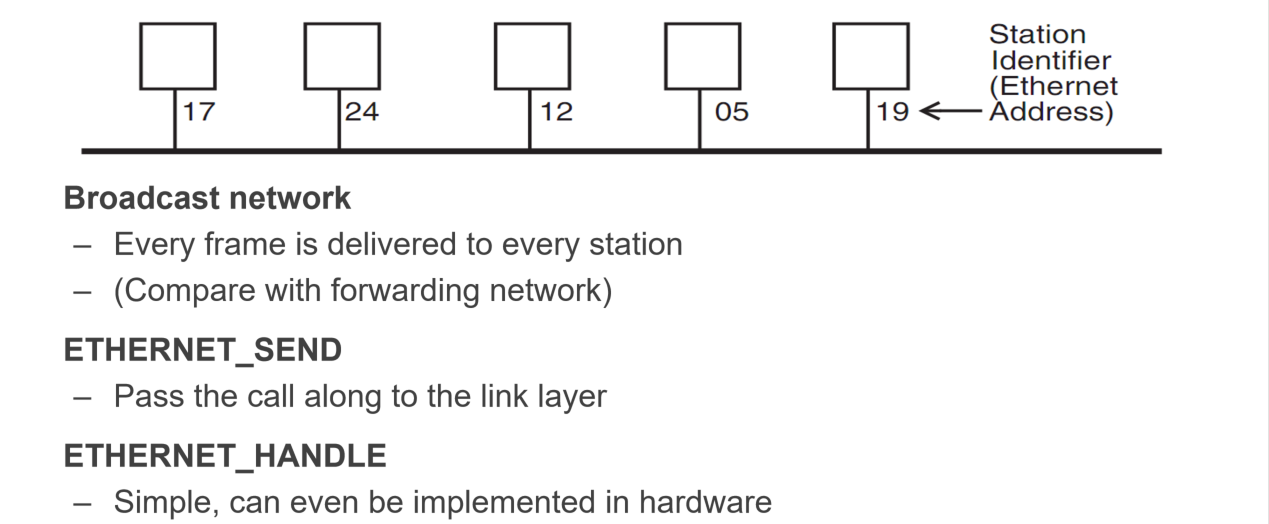 Station
Identifier
(Ethernet
Address)
17
24
12
05
19
Broadcast network
– Every frame is delivered to every station
– (Compare with forwarding network)
ETHERNET_SEND
– Pass the call along to the link layer
ETHERNET_HANDLE
– Simple, can even be implemented in hardware